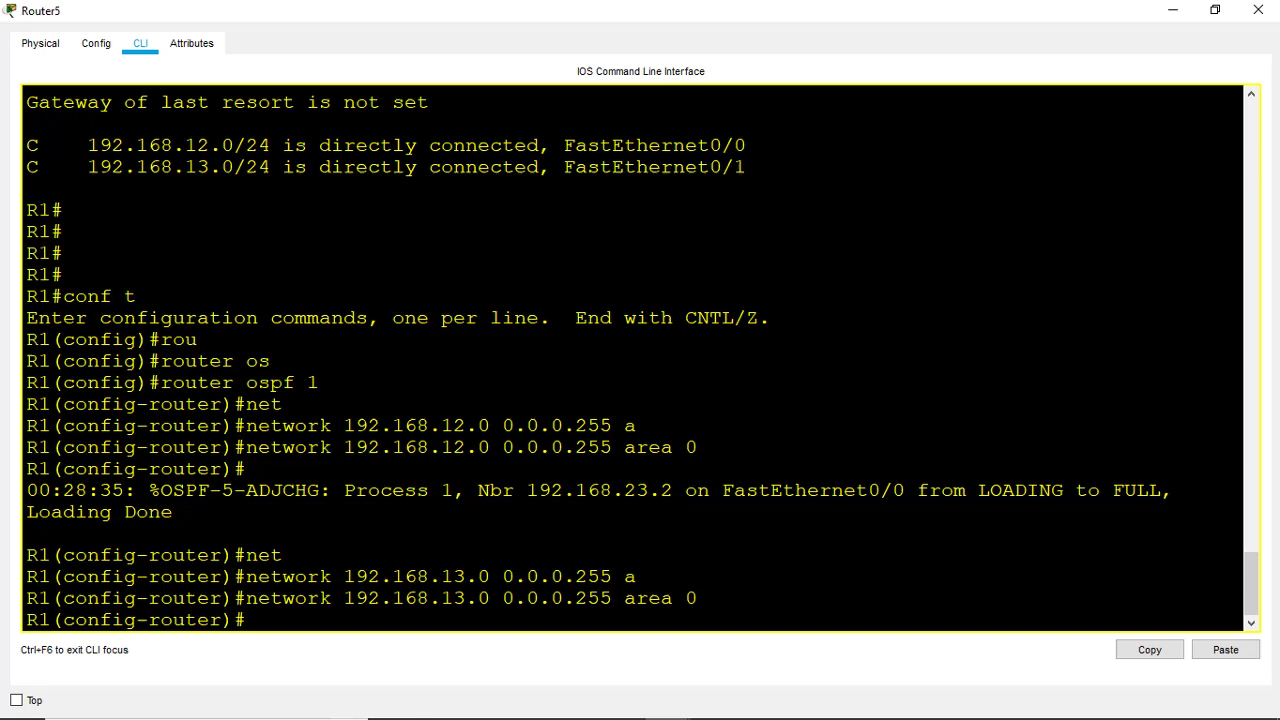 Router5
Physical Config CLI Attributes
IOS Command Line Interface
Gateway of last resort is not set
C    192.168.12.0/24 is directly connected, FastEthernet0/0
C    192.168.13.0/24 is directly connected, FastEthernet0/1
R1#
R1#
R1#
R1#
R1#conf t
Enter configuration commands, one per line.  End with CNTL/Z.
R1(config)#rou
R1(config)#router os
R1(config)#router ospf 1
R1(config-router)#net
R1(config-router)#network 192.168.12.0 0.0.0.255 a
R1(config-router)#network 192.168.12.0 0.0.0.255 area 0
R1(config-router)#
00:28:35: %OSPF-5-ADJCHG: Process 1, Nbr 192.168.23.2 on FastEthernet0/0 from LOADING to FULL,
Loading Done
R1(config-router)#net
R1(config-router)#network 192.168.13.0 0.0.0.255 a
R1(config-router)#network 192.168.13.0 0.0.0.255 area 0
R1(config-router)#
Ctrl+F6 to exit CLI focus
Copy Paste
Top